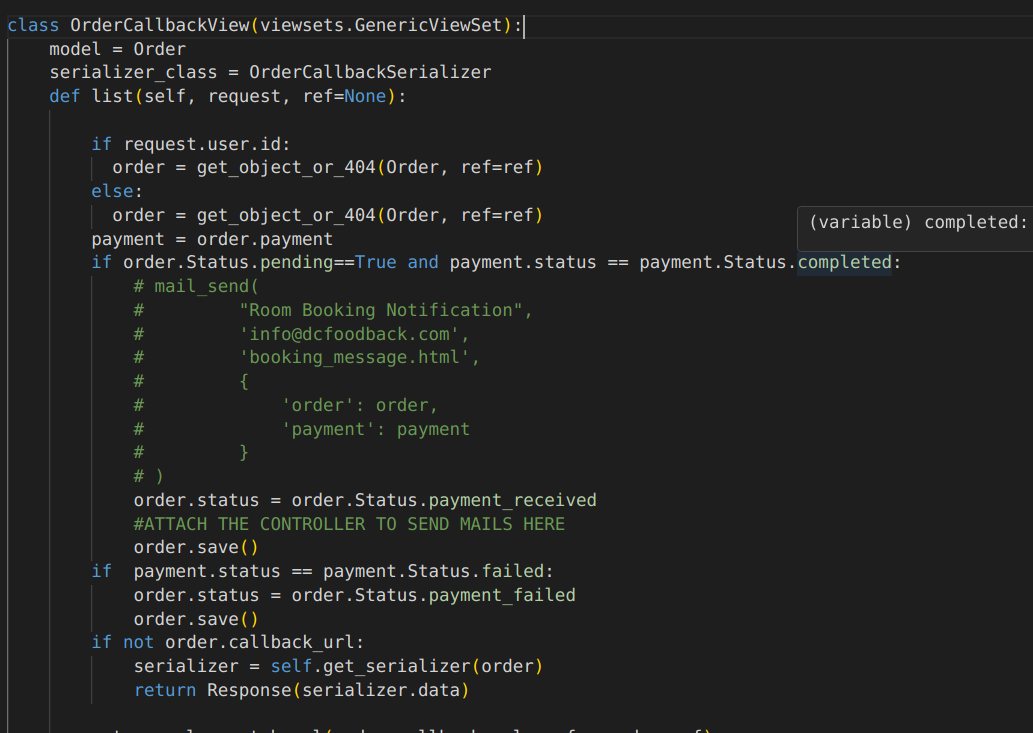 class OrderCallbackView(viewsets.GenericViewSet):
    model = Order
    serializer_class = OrderCallbackSerializer
    def list(self, request, ref=None):
        if request.user.id:
          order = get_object_or_404(Order, ref=ref)
        else:
          order = get_object_or_404(Order, ref=ref)
(variable) completed:
        payment = order.payment
        if order.Status.pending==True and payment.status == payment.Status.completed:
            # mail_send(
            #         "Room Booking Notification",
            #         'info@dcfoodback.com',
            #         'booking_message.html',
            #         {
            #             'order': order,
            #             'payment': payment
            #         }
            # )
            order.status = order.Status.payment_received
            #ATTACH THE CONTROLLER TO SEND MAILS HERE
            order.save()
        if  payment.status == payment.Status.failed:
            order.status = order.Status.payment_failed
            order.save()
        if not order.callback_url:
            serializer = self.get_serializer(order)
            return Response(serializer.data)